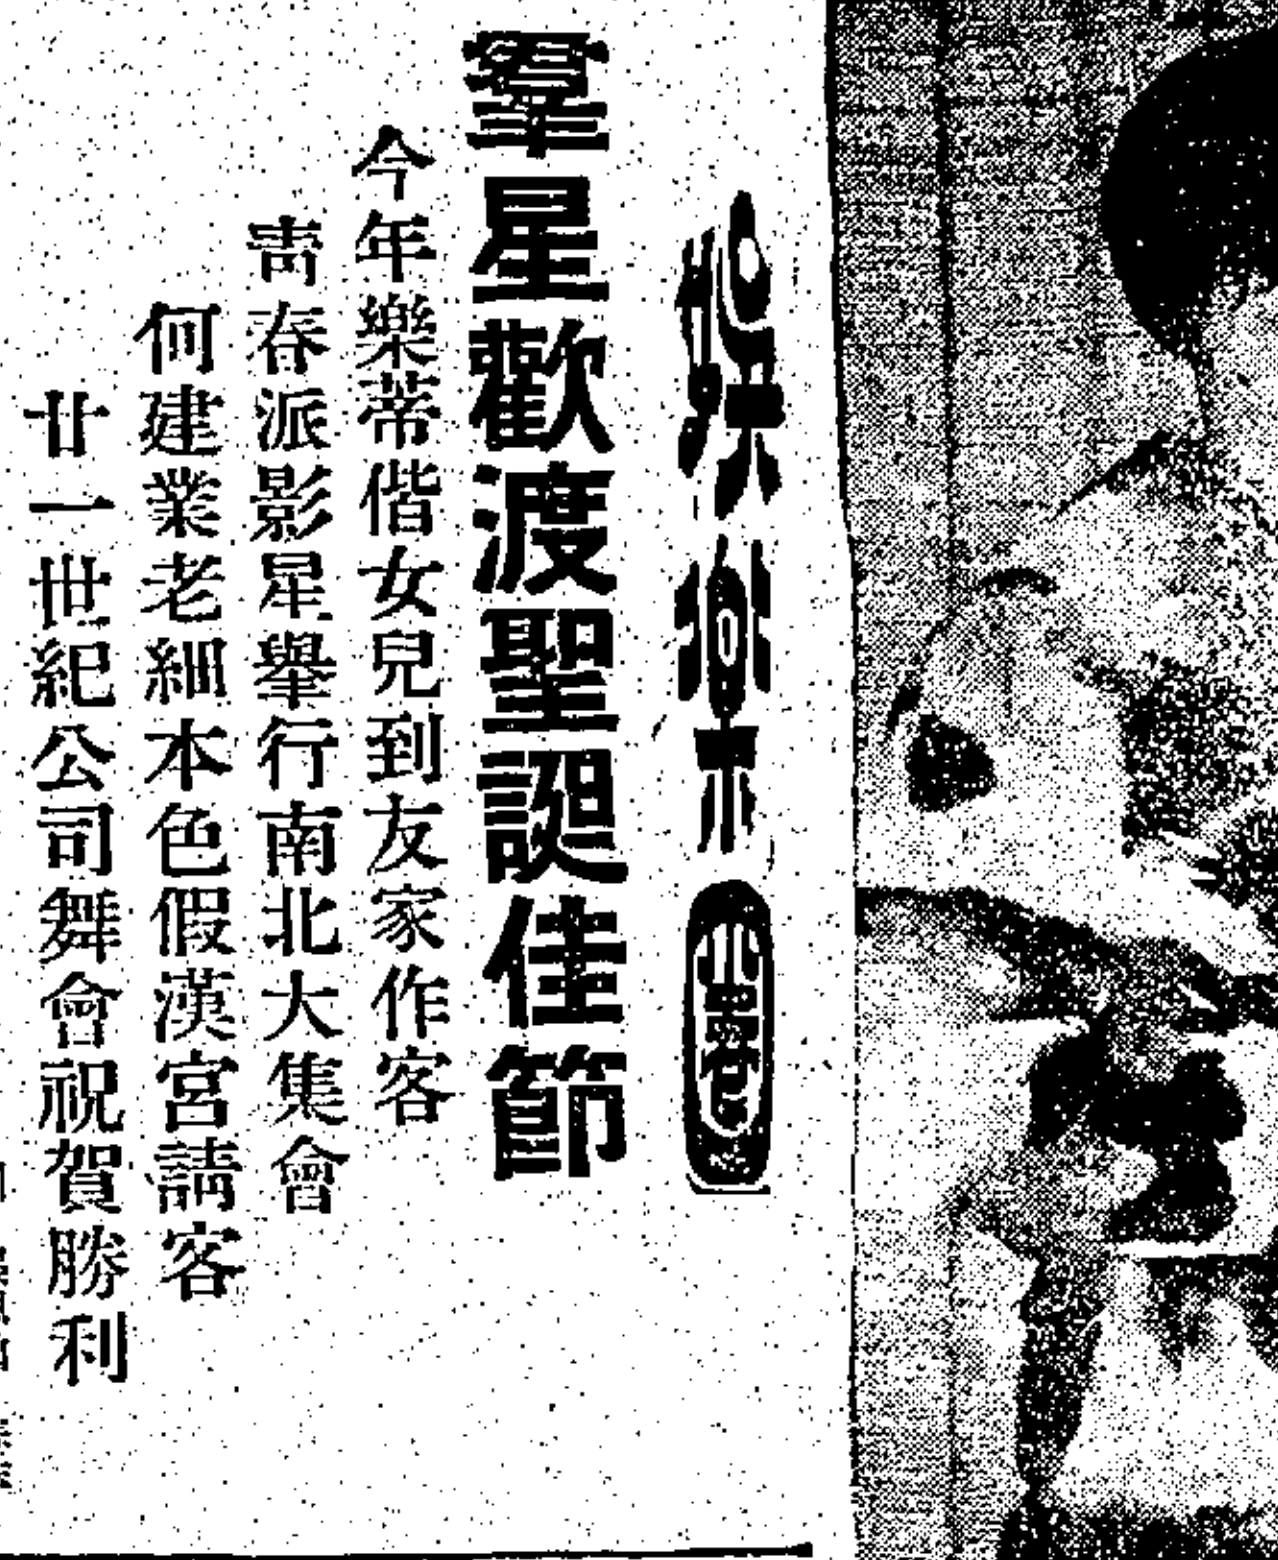 娛樂
羣星歡渡聖誕佳節
今年樂蒂偕女兒到友家作客
青春派影星舉行南北大集會
何建業老細本色假漢宮請客
廿一世紀公司舞會祝賀勝利